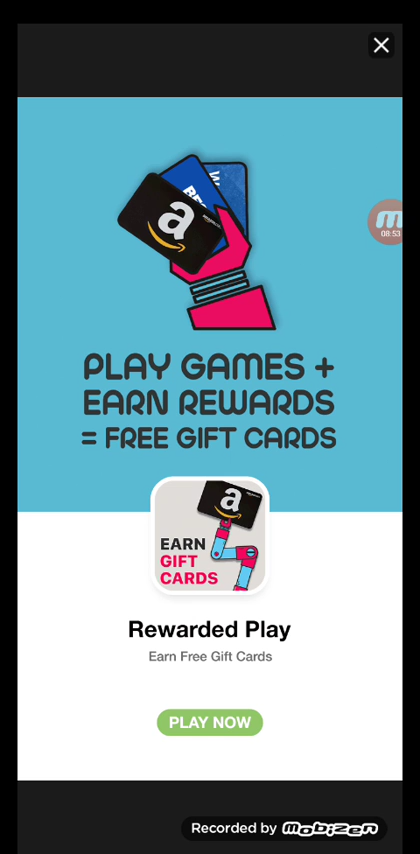 a
08:53
PLAY GAMES +
EARN REWARDS
= FREE GIFT CARDS
a
EARN
GIFT
CARDS
Rewarded Play
Earn Free Gift Cards
PLAY NOW
Recorded by mobizen